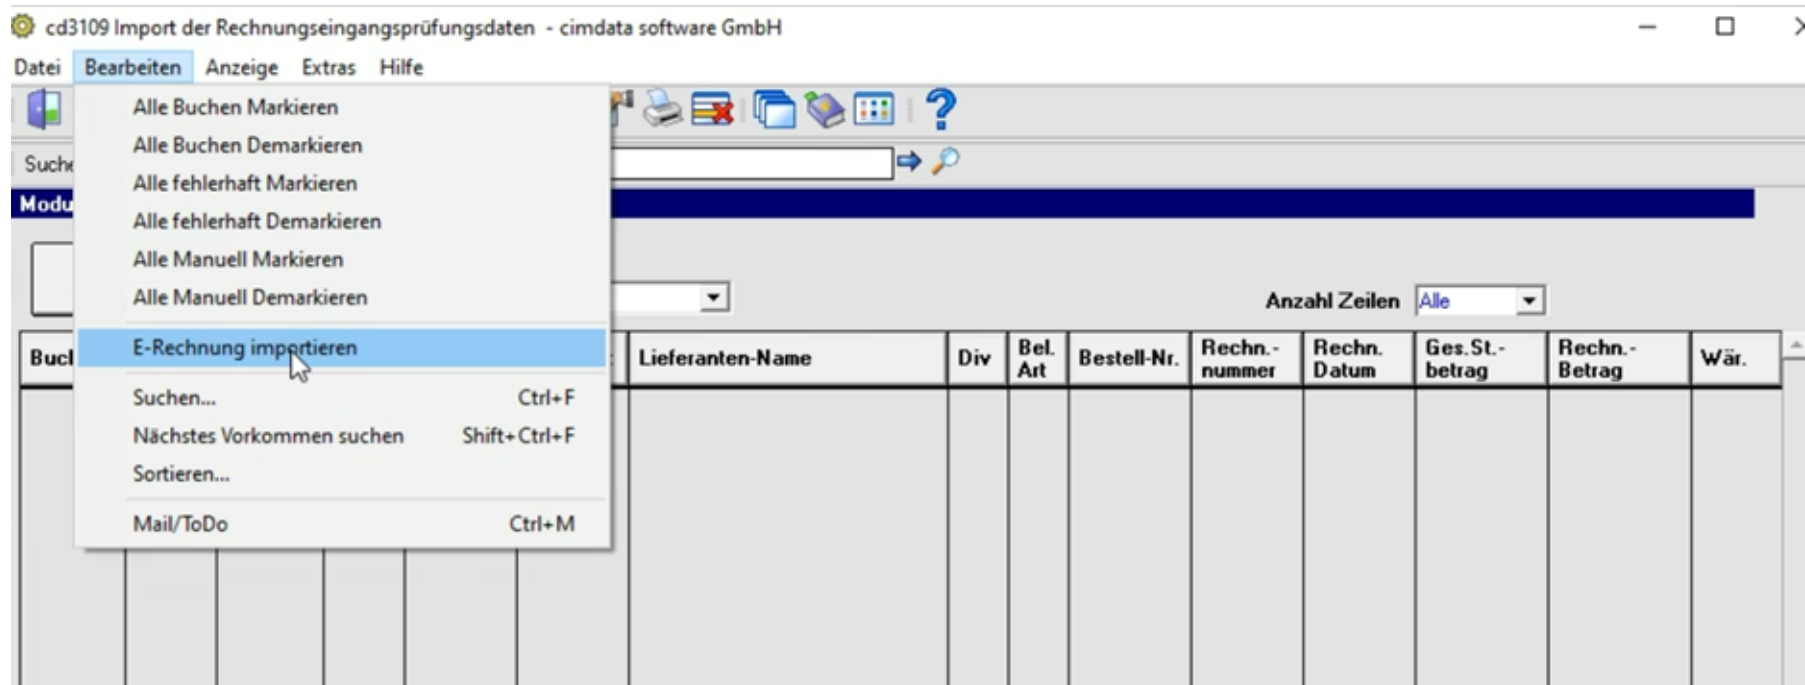 cd3109 Import der Rechnungseingangsprüfungsdaten - cimdata software GmbH
Datei Bearbeiten Anzeige Extras Hilfe
Alle Buchen Markieren
Alle Buchen Demarkieren
Suche
Alle fehlerhaft Markieren
Modu
Alle fehlerhaft Demarkieren
Alle Manuell Markieren
Alle Manuell Demarkieren
Anzahl Zeilen Alle
E-Rechnung importieren
Lieferanten-Name Div Bel. Art Bestell-Nr. Rechn.-nummer Rechn. Datum Ges.St.-betrag Rechn.-Betrag Wär.
Suchen... Ctrl+F
Nächstes Vorkommen suchen Shift+Ctrl+F
Sortieren...
Mail/ToDo Ctrl+M